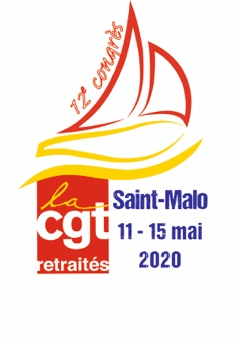 12e congrès
la
cgt
retraités
Saint-Malo
11 - 15 mai
2020